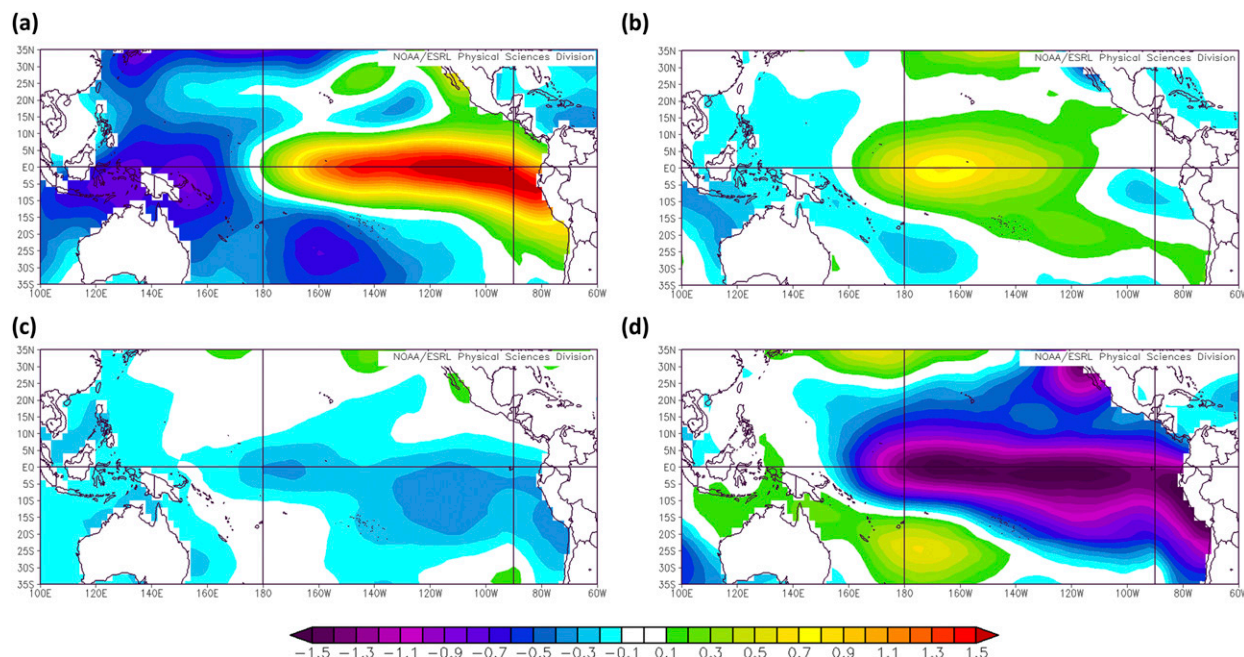 (a) (b)
NOAA/ESRL Physical Sciences Division NOAA/ESRL Physical Sciences Division
35N 35N
30N 30N
25N 25N
20N 20N
15N 15N
10N 10N
5N 5N
EQ EQ
5S 5S
10S 10S
15S 15S
20S 20S
25S 25S
30S 30S
35S 35S
100E 120E 140E 160E 180 160W 140W 120W 100W 80W 60W 100E 120E 140E 160E 180 160W 140W 120W 100W 80W 60W
(c) (d)
NOAA/ESRL Physical Sciences Division NOAA/ESRL Physical Sciences Division
35N 35N
30N 30N
25N 25N
20N 20N
15N 15N
10N 10N
5N 5N
EQ EQ
5S 5S
10S 10S
15S 15S
20S 20S
25S 25S
30S 30S
35S 35S
100E 120E 140E 160E 180 160W 140W 120W 100W 80W 60W 100E 120E 140E 160E 180 160W 140W 120W 100W 80W 60W
-1.5 -1.3 -1.1 -0.9 -0.7 -0.5 -0.3 -0.1 0.1 0.3 0.5 0.7 0.9 1.1 1.3 1.5